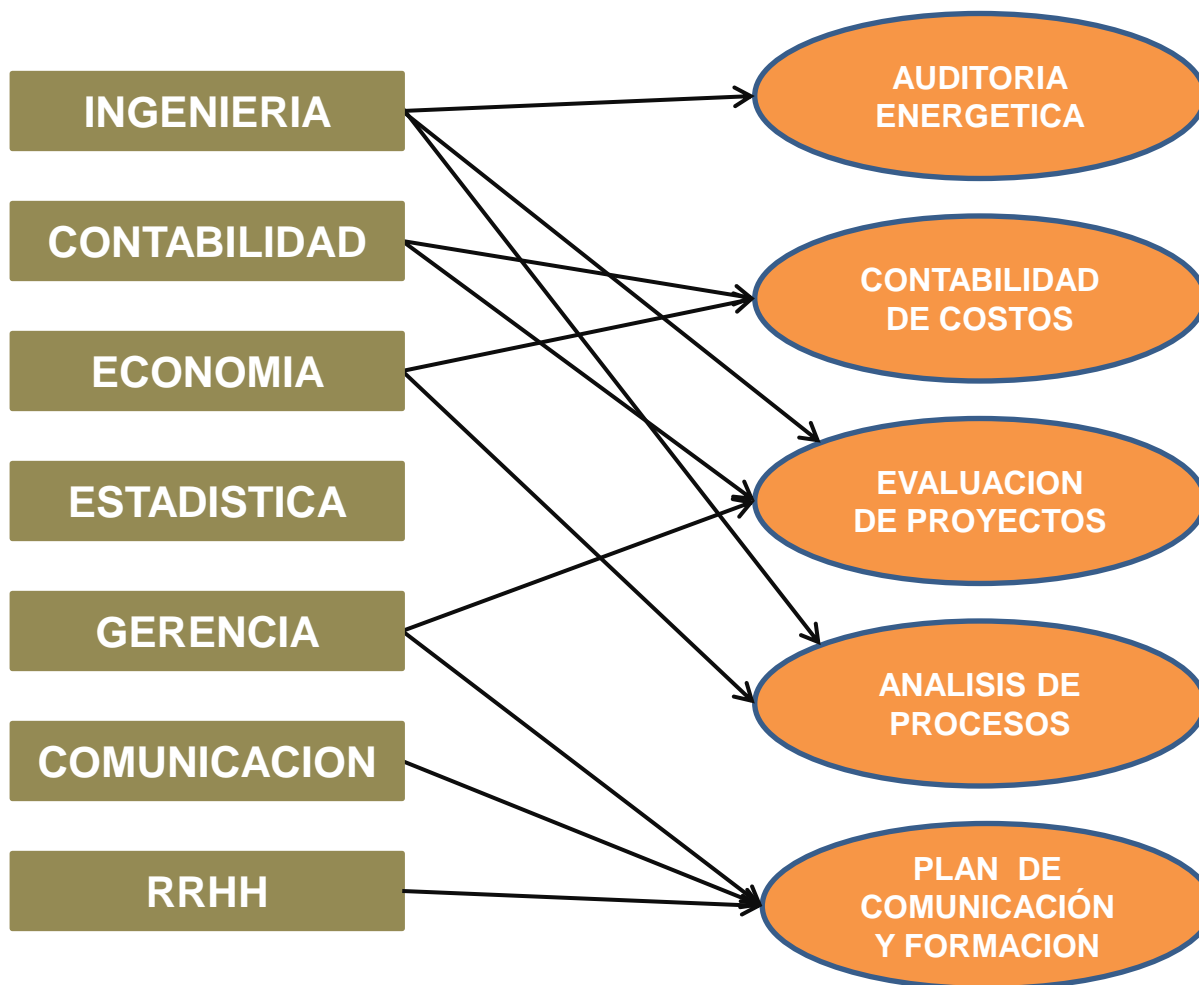 INGENIERIA
CONTABILIDAD
ECONOMIA
ESTADISTICA
GERENCIA
COMUNICACION
RRHH
AUDITORIA
ENERGETICA
CONTABILIDAD
DE COSTOS
EVALUACION
DE PROYECTOS
ANALISIS DE
PROCESOS
PLAN DE
COMUNICACIÓN
Y FORMACION